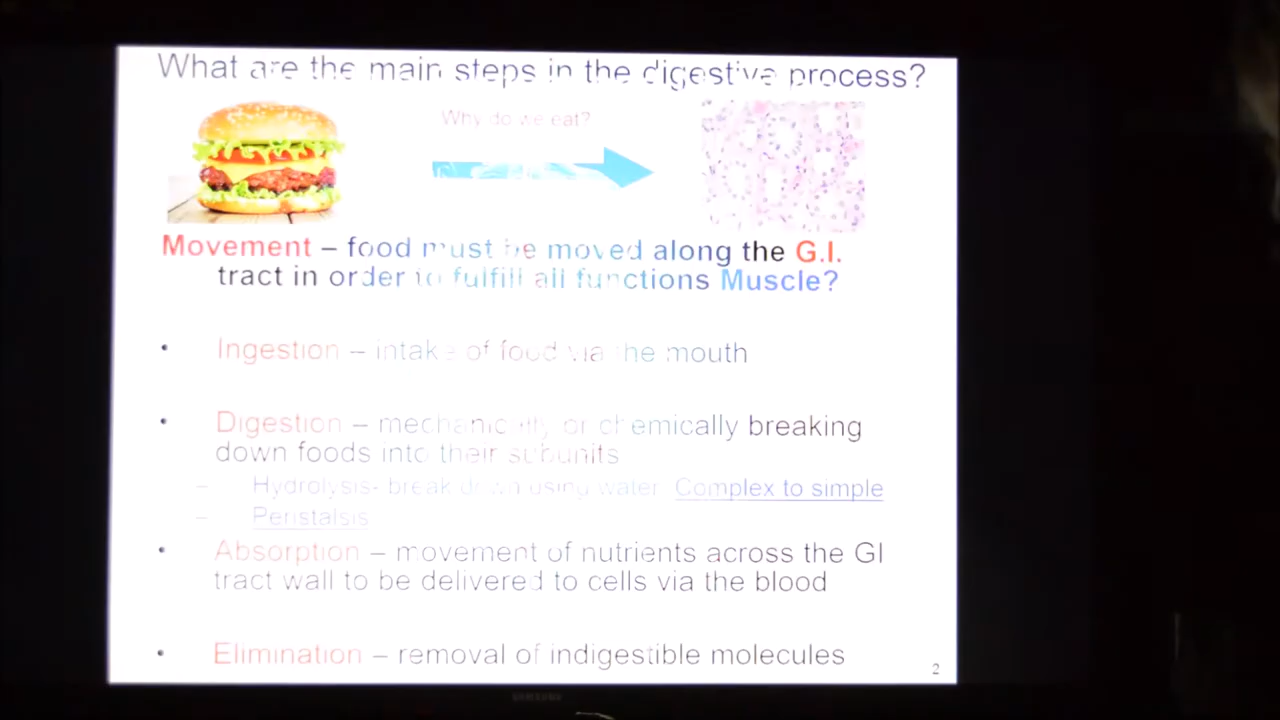 What are the main steps in the digestive process?
Why do we eat?
Movement – food must be moved along the G.I.
tract in order to fulfill all functions Muscle?
• Ingestion – intake of food via the mouth
• Digestion – mechanically or chemically breaking
down foods into their subunits
– Hydrolysis- break down using water Complex to simple
– Peristalsis
• Absorption – movement of nutrients across the GI
tract wall to be delivered to cells via the blood
• Elimination – removal of indigestible molecules
2
SAMSUNG